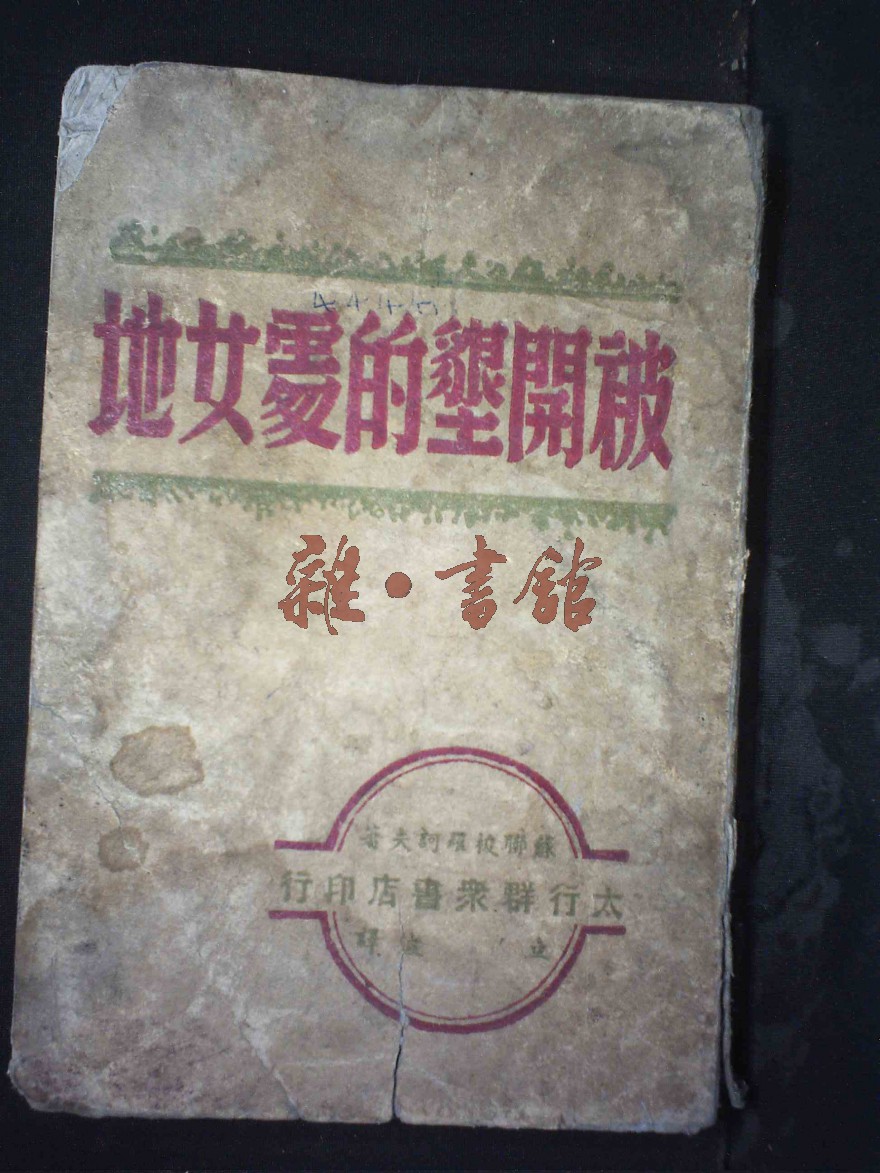 被開墾的處女地
雜·書館
蘇聯梭羅訶夫著
太行群衆書店印行
立波譯